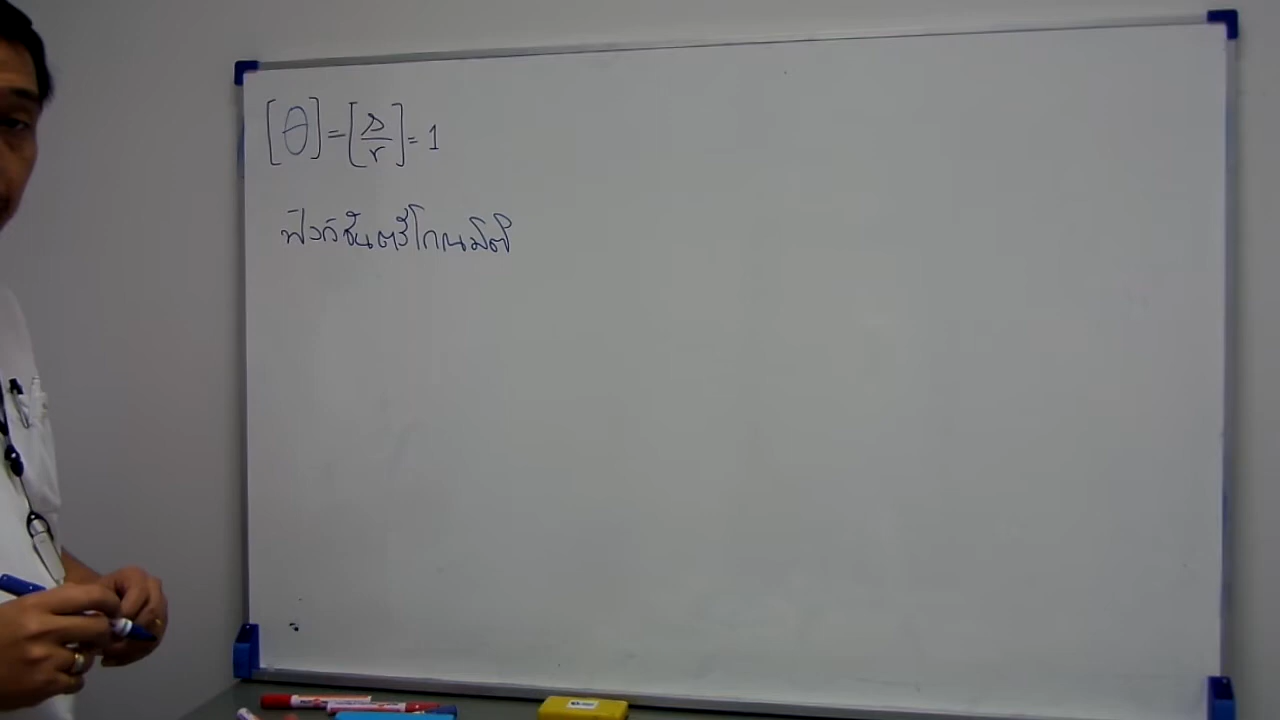 [θ] = [s/r] = 1
ฟังก์ชันตรีโกณมิติ